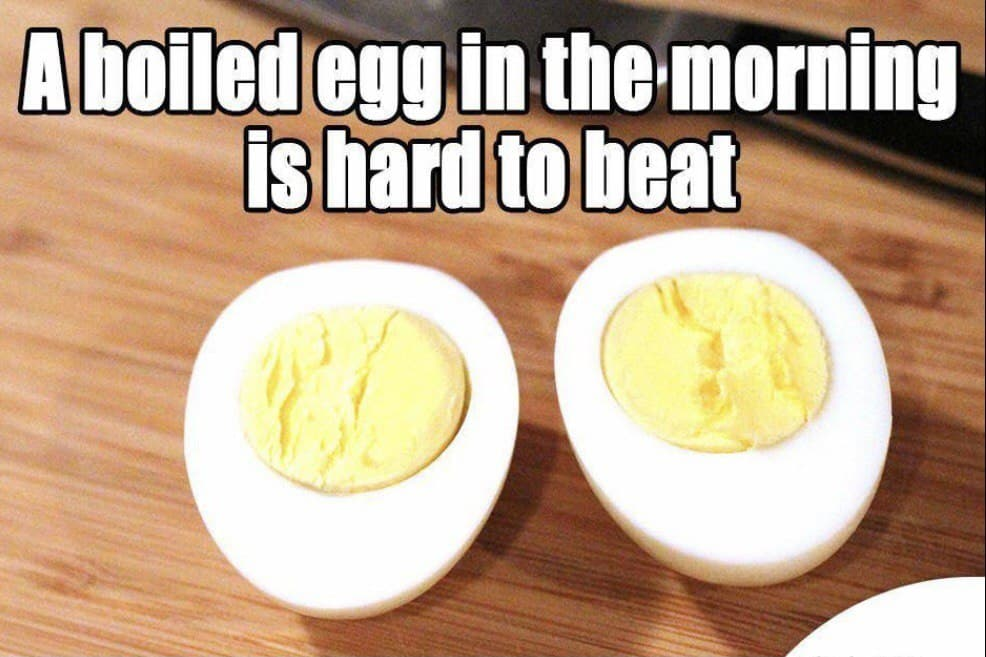 A boiled egg in the morning
is hard to beat